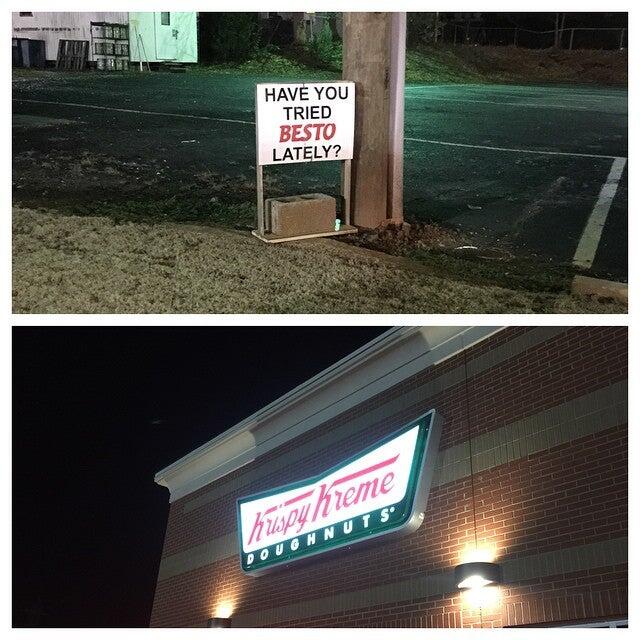 HAVE YOU
TRIED
BESTO
LATELY?
Krispy Kreme
DOUGHNUTS®